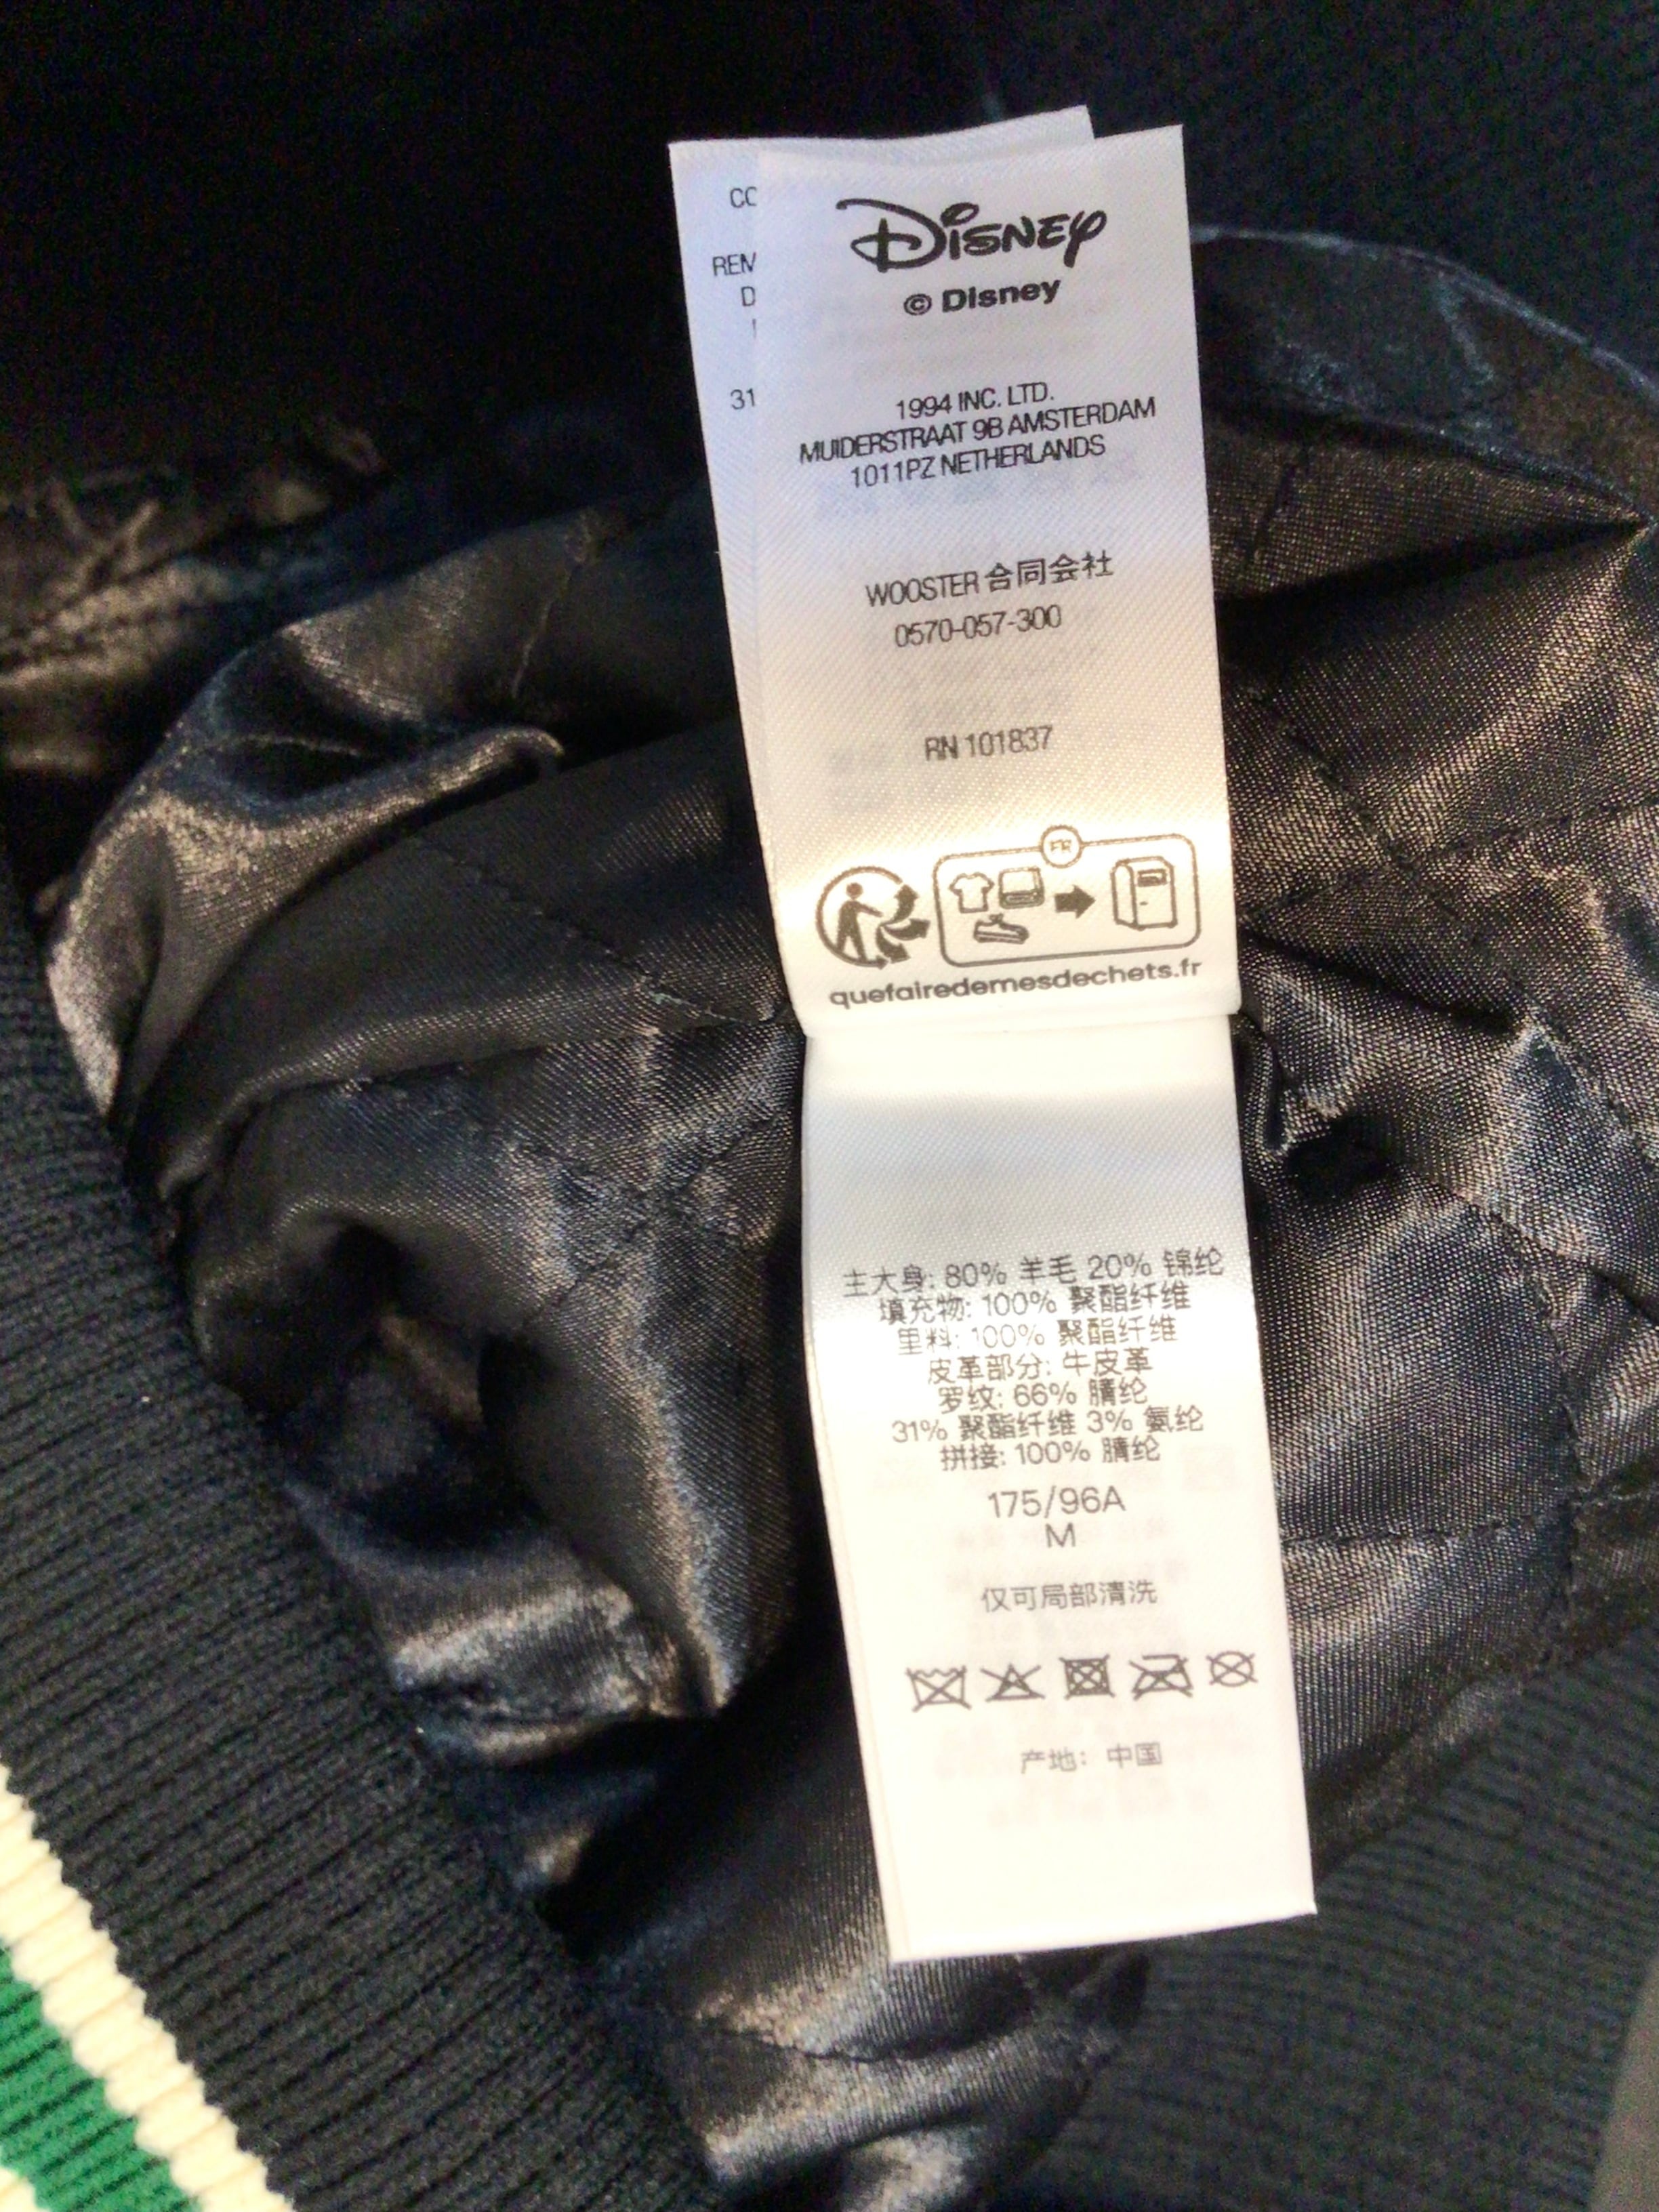 CC
REM
D
31
Disney
© Disney
1994 INC. LTD.
MUIDERSTRAAT 9B AMSTERDAM
1011PZ NETHERLANDS
WOOSTER 合同会社
0570-057-300
RN 101837
FR
quefairedemesdechets.fr
主大身: 80% 羊毛 20% 锦纶
填充物: 100% 聚酯纤维
里料: 100% 聚酯纤维
皮革部分: 牛皮革
罗纹: 66% 腈纶
31% 聚酯纤维 3% 氨纶
拼接: 100% 腈纶
175/96A
M
仅可局部清洗
产地: 中国